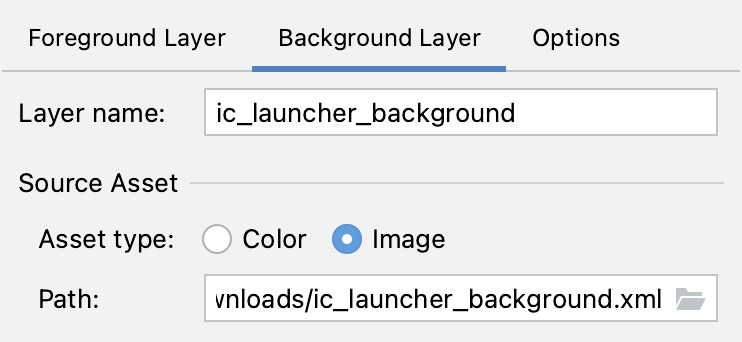 Foreground Layer Background Layer Options
Layer name: ic_launcher_background
Source Asset
Asset type: Color Image
Path: wnloads/ic_launcher_background.xml